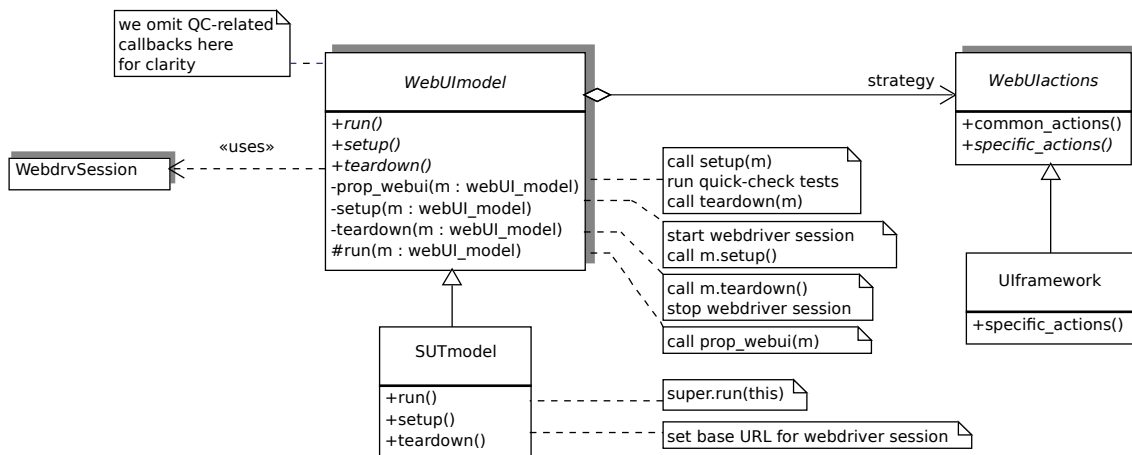 we omit QC-related
callbacks here
for clarity
WebUImodel
+run()
+setup()
+teardown()
-prop_webui(m : webUI_model)
-setup(m : webUI_model)
-teardown(m : webUI_model)
#run(m : webUI_model)
strategy
WebUIactions
+common_actions()
+specific_actions()
«uses»
WebdrvSession
call setup(m)
run quick-check tests
call teardown(m)
start webdriver session
call m.setup()
call m.teardown()
stop webdriver session
call prop_webui(m)
UIframework
+specific_actions()
SUTmodel
+run()
+setup()
+teardown()
super.run(this)
set base URL for webdriver session